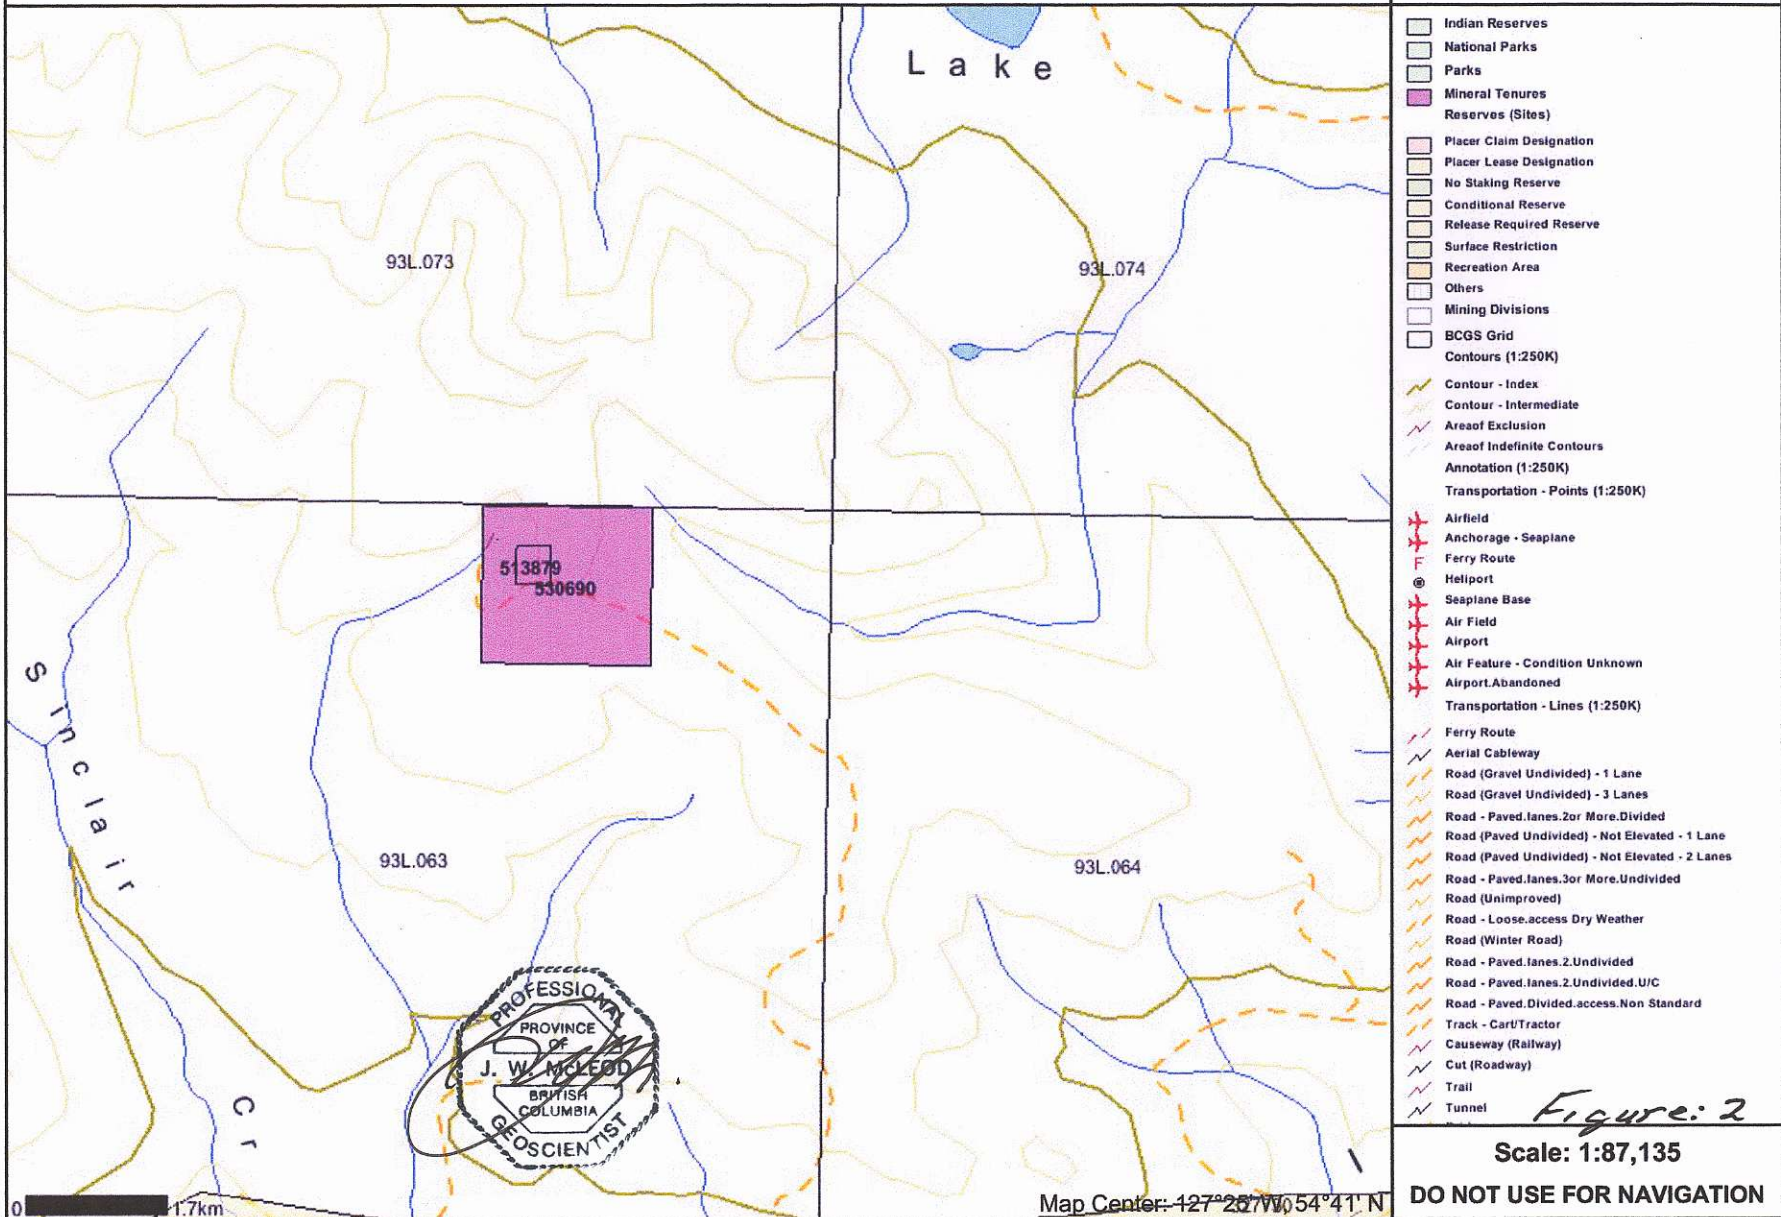 Lake
93L.073
93L.074
513879
530690
Sinclair
Cr
93L.063
93L.064
PROFESSIONAL
PROVINCE
OF
J. W. McLEOD
BRITISH
COLUMBIA
GEOSCIENTIST
0 1.7km
Map Center: 54°41' N
Indian Reserves
National Parks
Parks
Mineral Tenures
Reserves (Sites)
Placer Claim Designation
Placer Lease Designation
No Staking Reserve
Conditional Reserve
Release Required Reserve
Surface Restriction
Recreation Area
Others
Mining Divisions
BCGS Grid
Contours (1:250K)
Contour - Index
Contour - Intermediate
Areaof Exclusion
Areaof Indefinite Contours
Annotation (1:250K)
Transportation - Points (1:250K)
Airfield
Anchorage - Seaplane
F Ferry Route
Heliport
Seaplane Base
Air Field
Airport
Air Feature - Condition Unknown
Airport.Abandoned
Transportation - Lines (1:250K)
Ferry Route
Aerial Cableway
Road (Gravel Undivided) - 1 Lane
Road (Gravel Undivided) - 3 Lanes
Road - Paved.lanes.2or More.Divided
Road (Paved Undivided) - Not Elevated - 1 Lane
Road (Paved Undivided) - Not Elevated - 2 Lanes
Road - Paved.lanes.3or More.Undivided
Road (Unimproved)
Road - Loose.access Dry Weather
Road (Winter Road)
Road - Paved.lanes.2.Undivided
Road - Paved.lanes.2.Undivided.U/C
Road - Paved.Divided.access.Non Standard
Track - Cart/Tractor
Causeway (Railway)
Cut (Roadway)
Trail
Tunnel
Figure: 2
Scale: 1:87,135
DO NOT USE FOR NAVIGATION